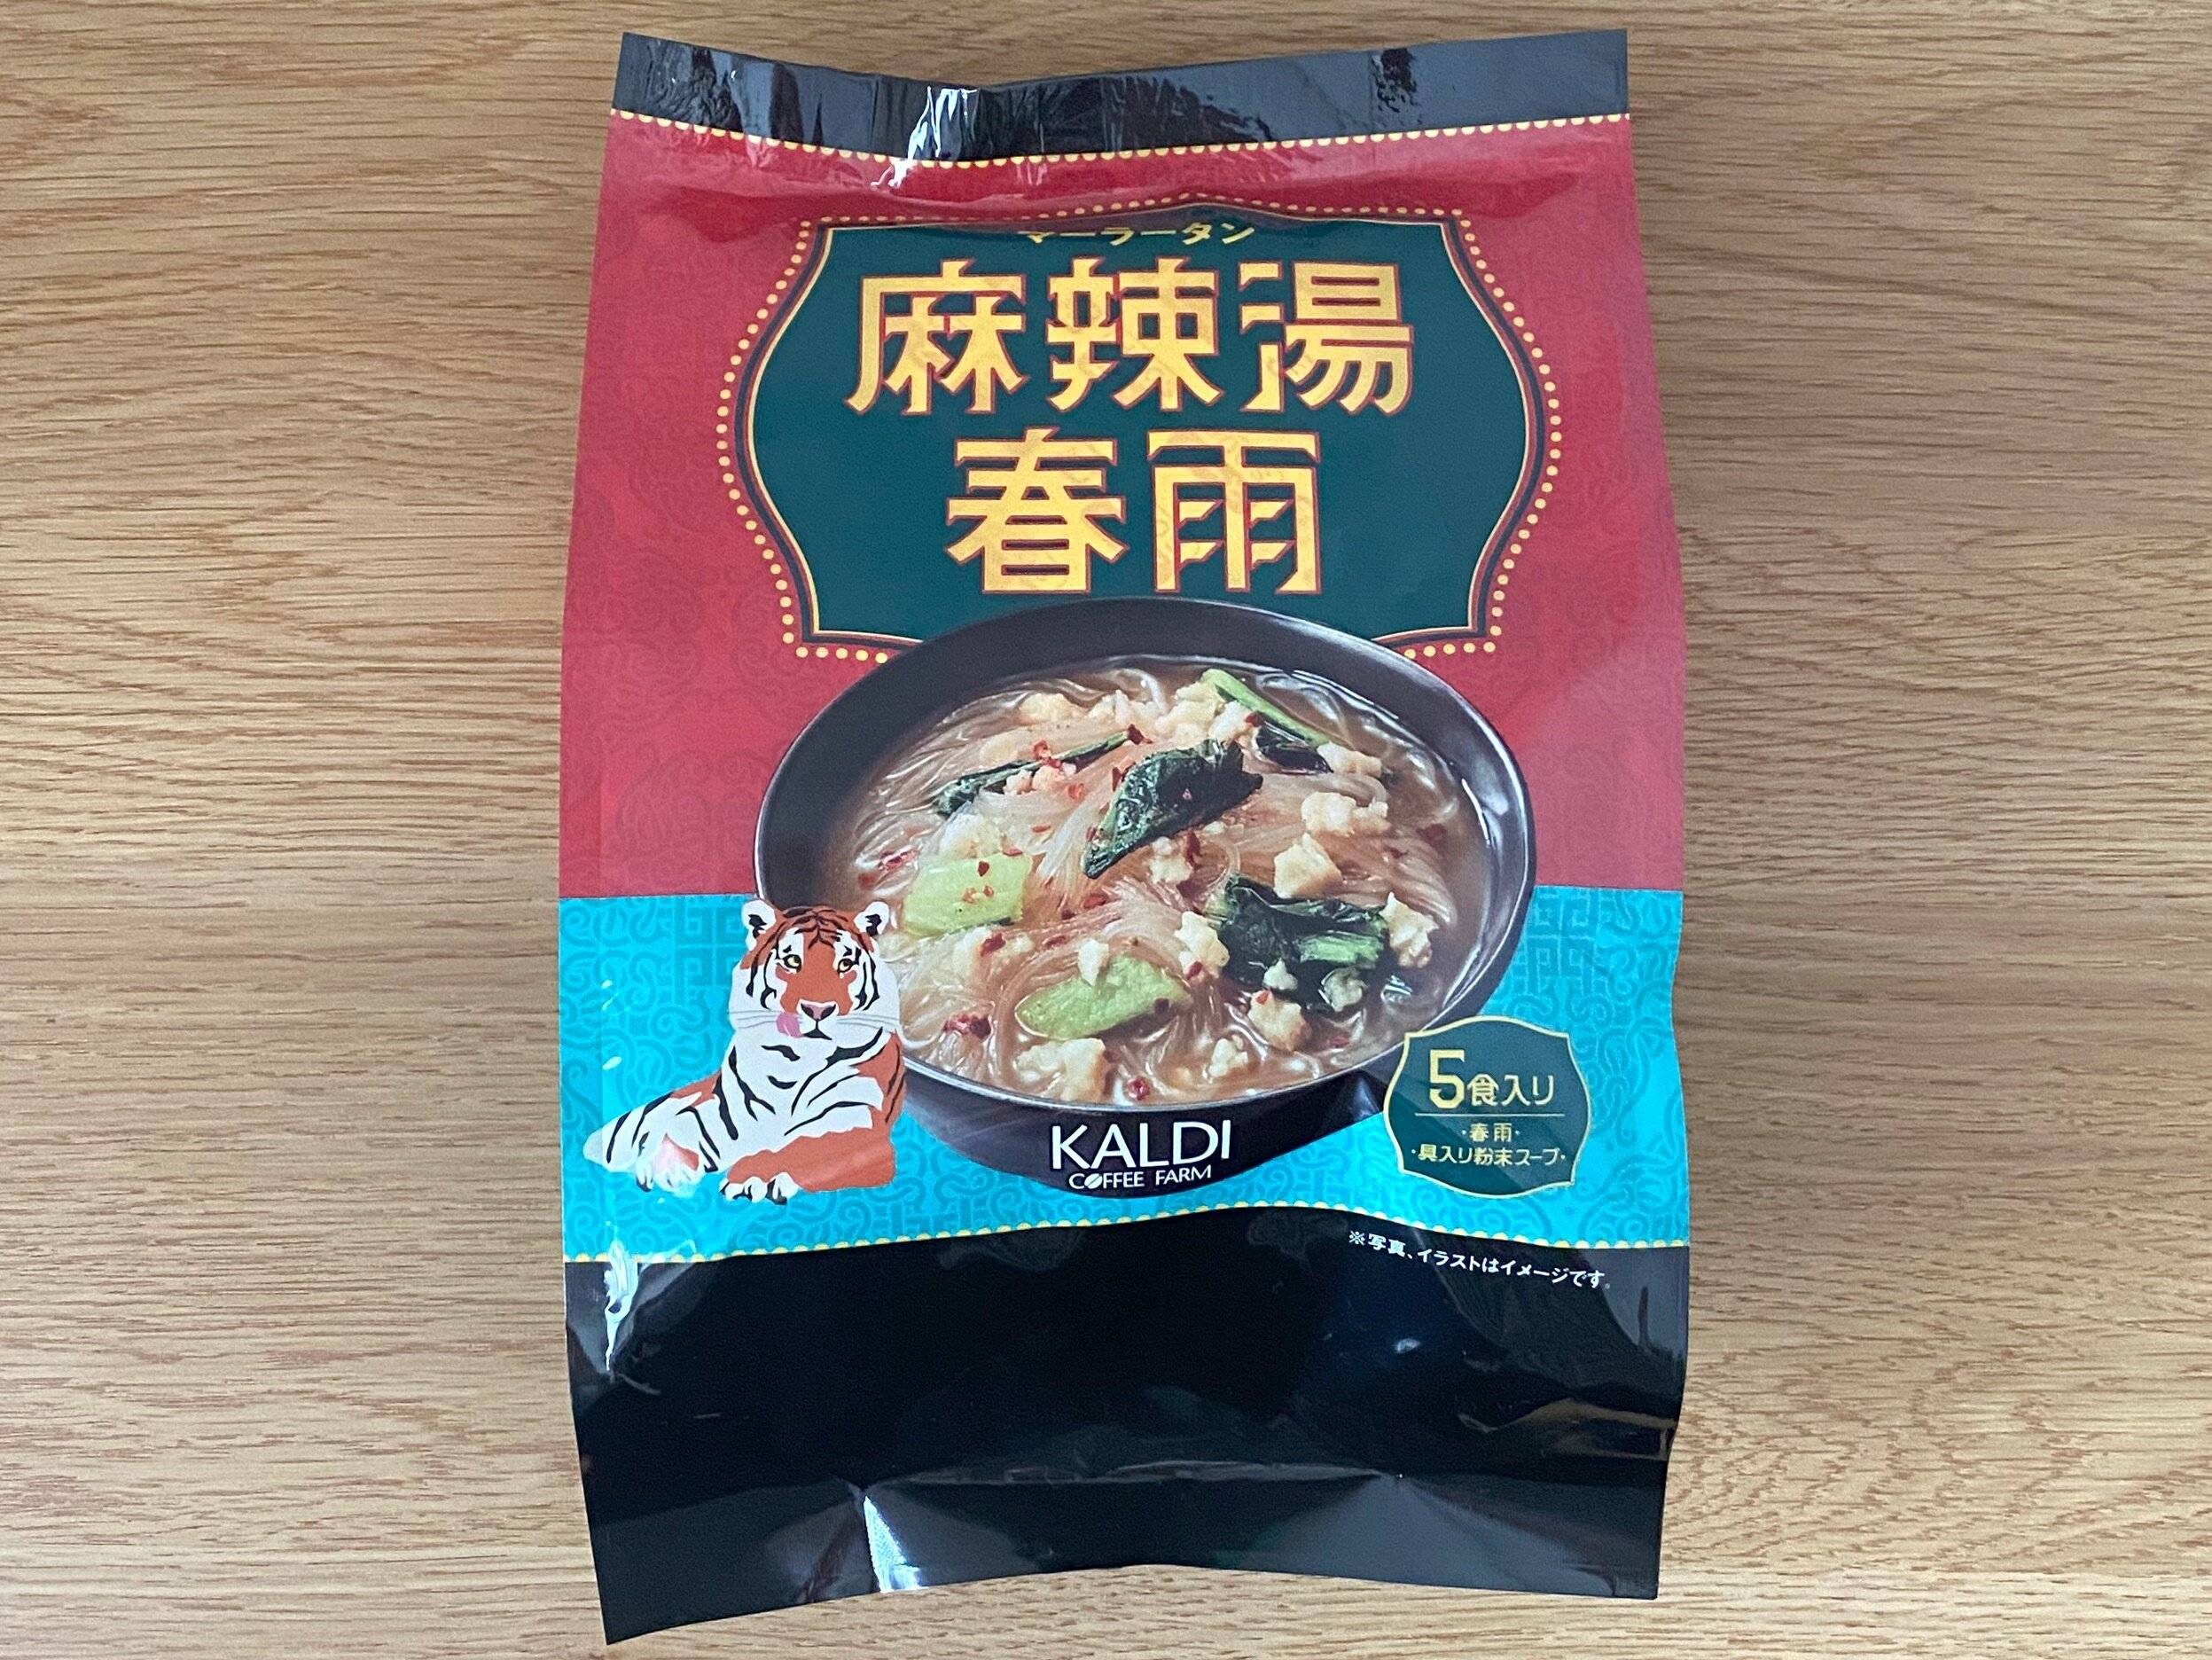 マーラータン
麻辣湯
春雨
5食入り
・春雨・
・具入り粉末スープ・
KALDI
COFFEE FARM
※写真、イラストはイメージです。